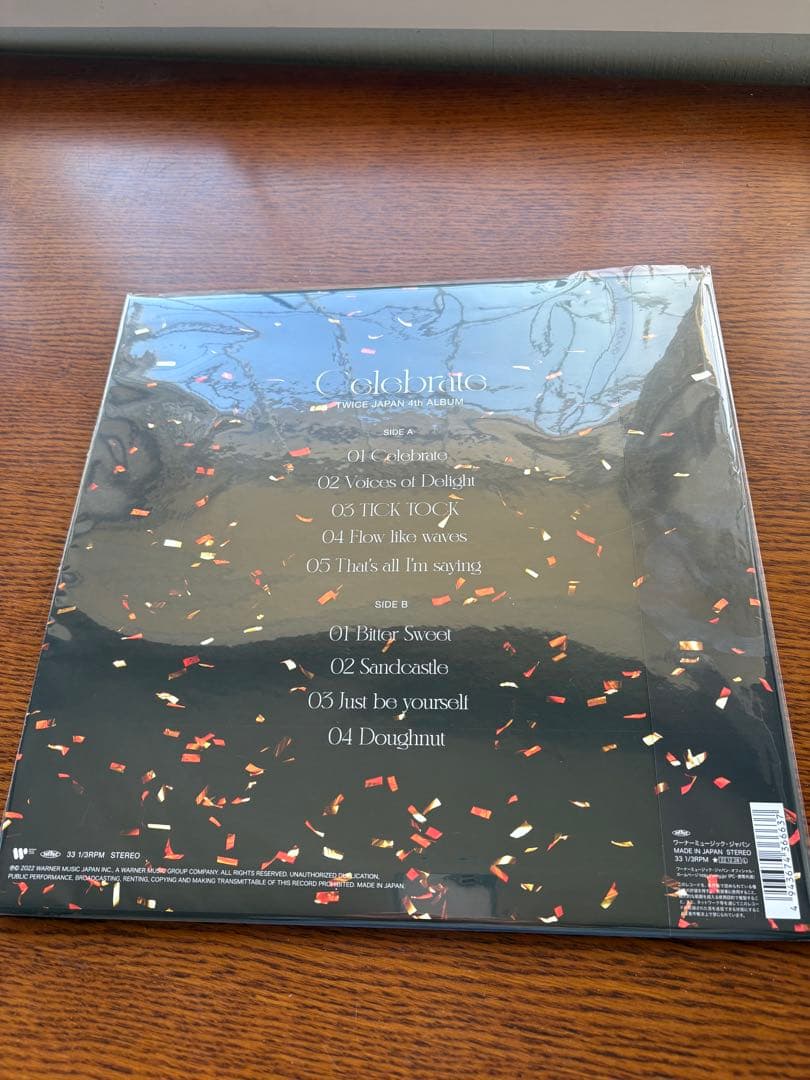 Celebrate
TWICE JAPAN 4th ALBUM
SIDE A
01 Celebrate
02 Voices of Delight
03 TICK TOCK
04 Flow like waves
05 That's all I'm saying
SIDE B
01 Bitter Sweet
02 Sandcastle
03 Just be yourself
04 Doughnut
33 1/3RPM STEREO
℗© 2022 WARNER MUSIC JAPAN INC., A WARNER MUSIC GROUP COMPANY. ALL RIGHTS RESERVED. UNAUTHORIZED DUPLICATION,
PUBLIC PERFORMANCE, BROADCASTING, RENTING, COPYING AND MAKING TRANSMITTABLE OF THIS RECORD PROHIBITED. MADE IN JAPAN.
ワーナーミュージック・ジャパン
MADE IN JAPAN STEREO
33 1/3RPM
4 943674 366637